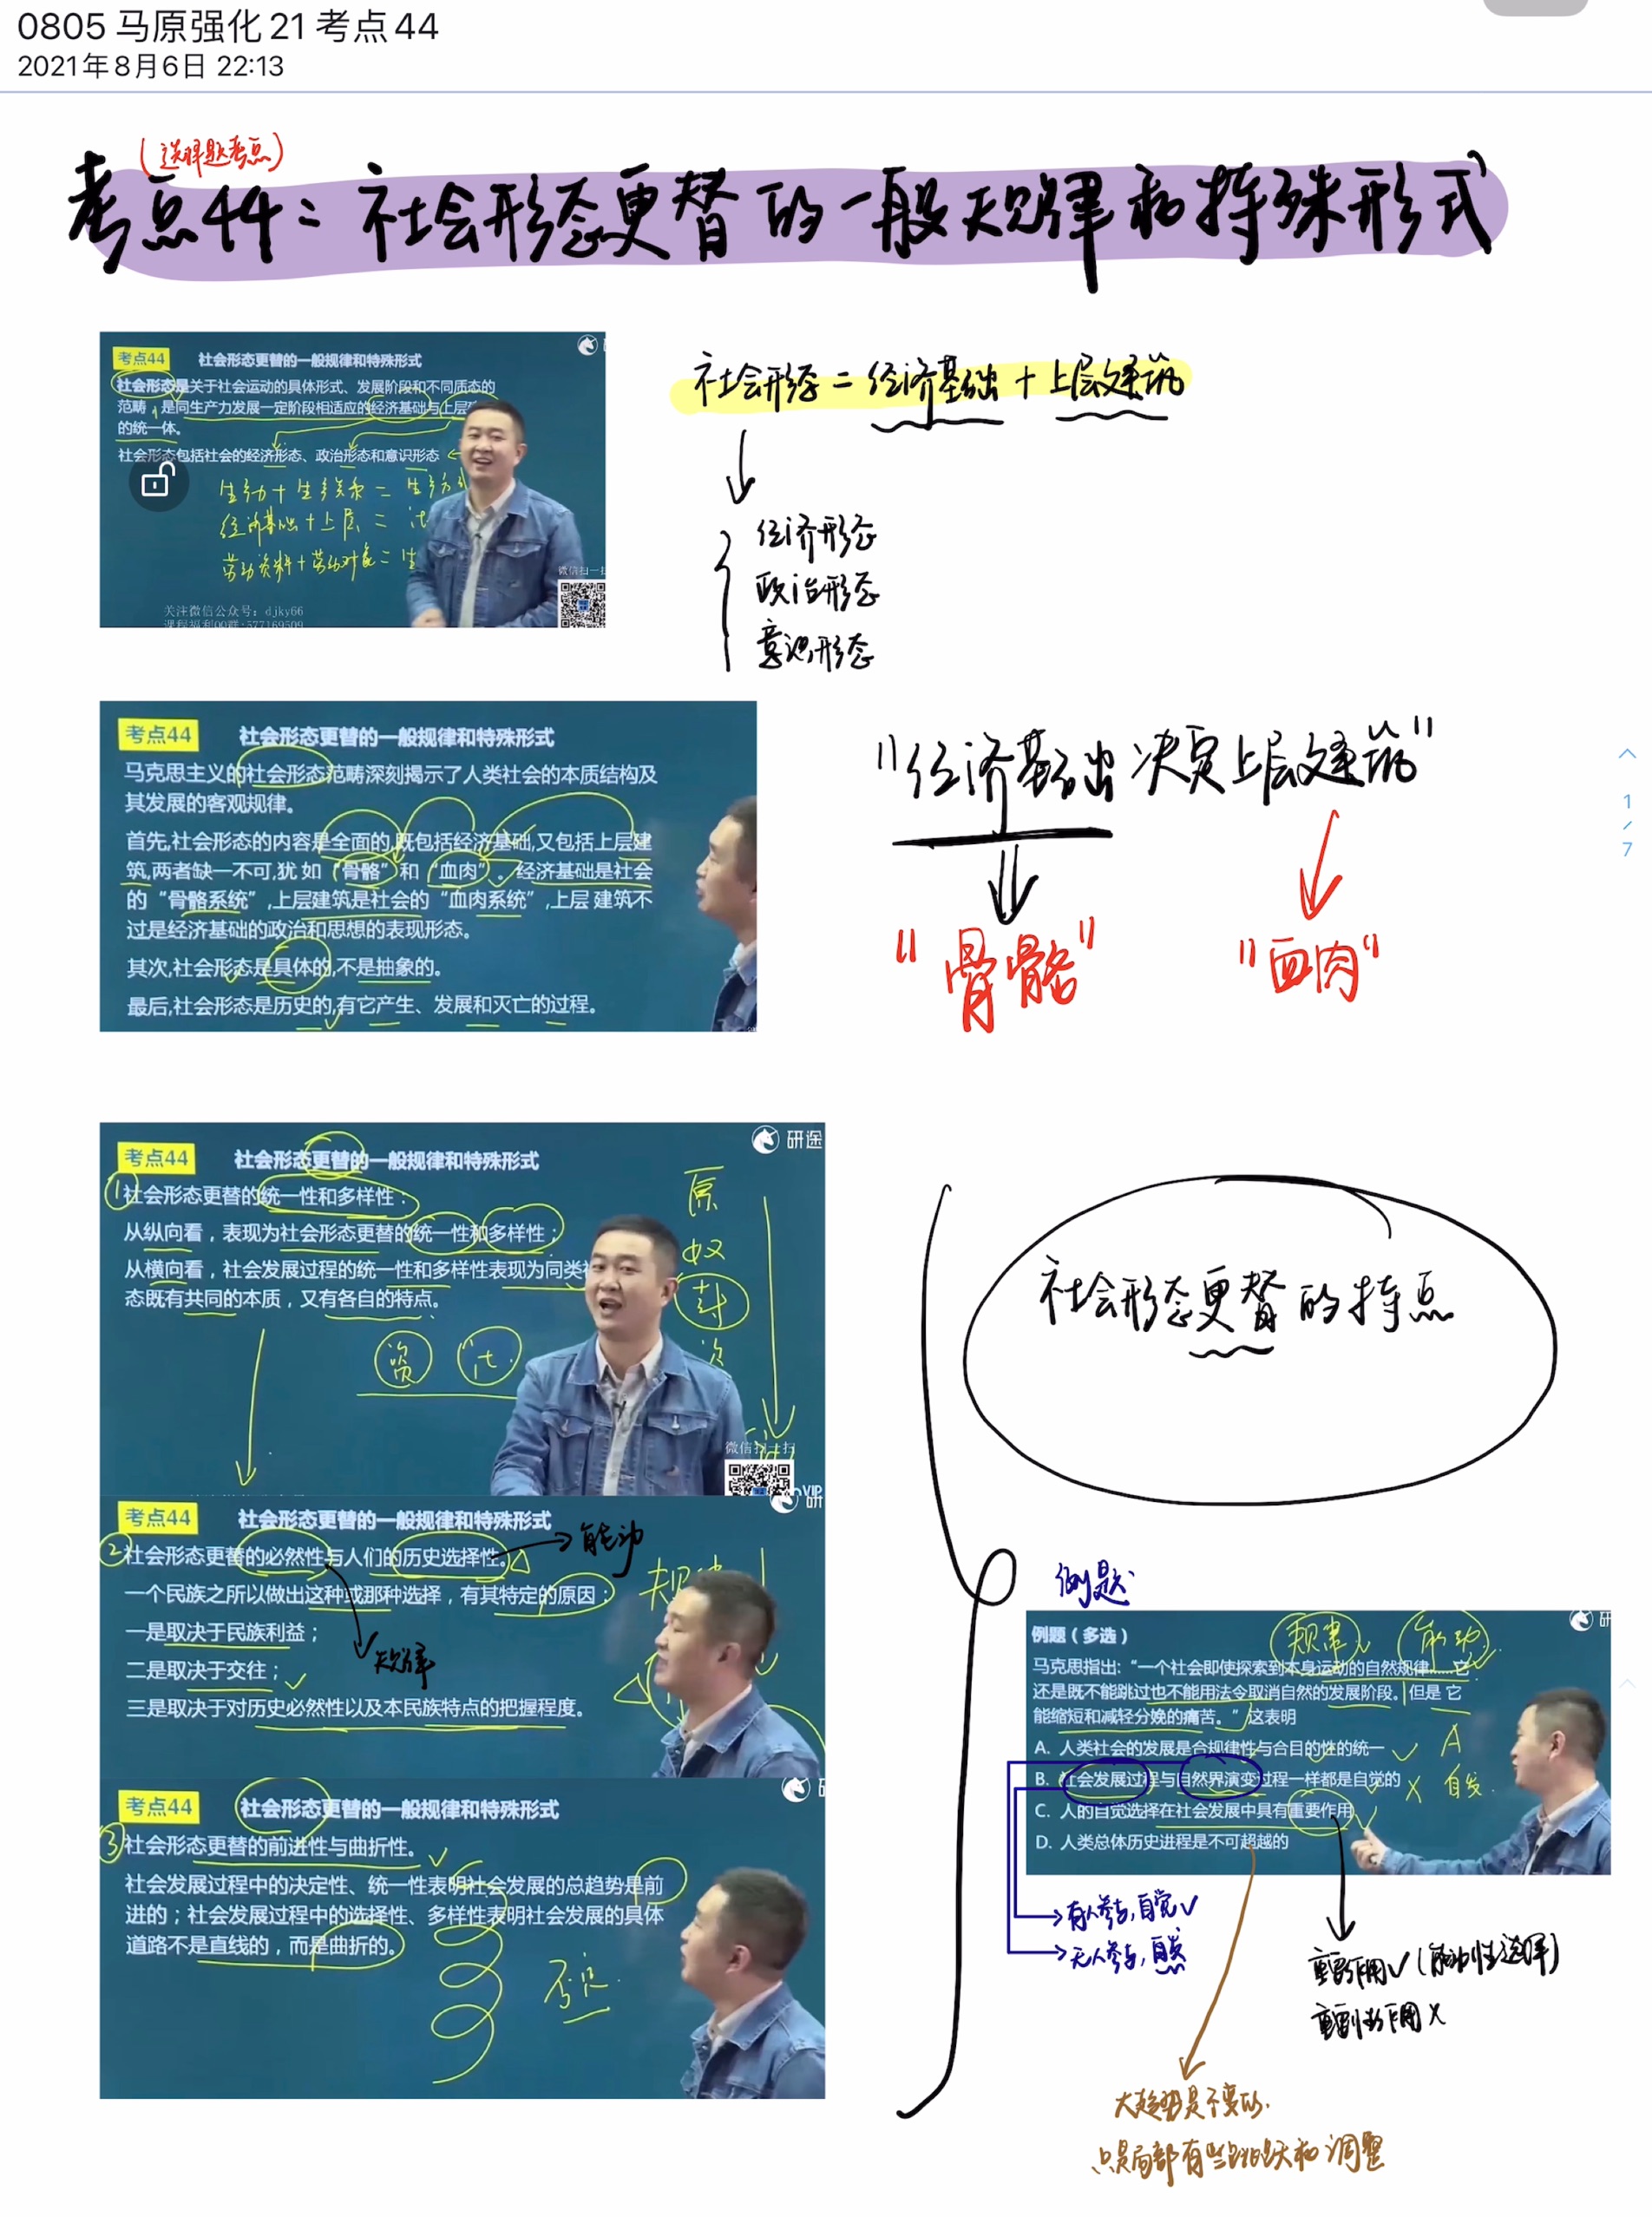 0805 马原强化 21 考点 44
2021年8月6日 22:13
(选择题考点)
考点44：社会形态更替的一般规律和特殊形式
考点44 社会形态更替的一般规律和特殊形式
社会形态是关于社会运动的具体形式、发展阶段和不同质态的
范畴，是同生产力发展一定阶段相适应的经济基础与上层
的统一体。
社会形态包括社会的经济形态、政治形态和意识形态
生产力+生产关系=生产方
经济基础+上层=社
劳动资料+劳动对象=生
微信扫一扫
关注微信公众号：djky66
课程福利QQ群:577169509
社会形态=经济基础+上层建筑
经济形态
政治形态
意识形态
考点44 社会形态更替的一般规律和特殊形式
马克思主义的社会形态范畴深刻揭示了人类社会的本质结构及
其发展的客观规律。
首先,社会形态的内容是全面的,既包括经济基础,又包括上层建
筑,两者缺一不可,犹如“骨骼”和“血肉”。经济基础是社会
的“骨骼系统”,上层建筑是社会的“血肉系统”,上层建筑不
过是经济基础的政治和思想的表现形态。
其次,社会形态是具体的,不是抽象的。
最后,社会形态是历史的,有它产生、发展和灭亡的过程。
"经济基础决定上层建筑"
"骨骼" "血肉"
1/7
研途
考点44 社会形态更替的一般规律和特殊形式
①社会形态更替的统一性和多样性：
从纵向看，表现为社会形态更替的统一性和多样性；
从横向看，社会发展过程的统一性和多样性表现为同类
态既有共同的本质，又有各自的特点。
原
奴
封
资
资 社
微信扫一扫
VIP
研
考点44 社会形态更替的一般规律和特殊形式
②社会形态更替的必然性与人们的历史选择性。
能动
一个民族之所以做出这种或那种选择，有其特定的原因：
规律
一是取决于民族利益；
二是取决于交往；
规律
三是取决于对历史必然性以及本民族特点的把握程度。
考点44 社会形态更替的一般规律和特殊形式
③社会形态更替的前进性与曲折性。
社会发展过程中的决定性、统一性表明社会发展的总趋势是前
进的；社会发展过程中的选择性、多样性表明社会发展的具体
道路不是直线的，而是曲折的。
否定
社会形态更替的特点
例题
例题（多选）
规律 能动
马克思指出:“一个社会即使探索到本身运动的自然规律……它
还是既不能跳过也不能用法令取消自然的发展阶段。但是 它
能缩短和减轻分娩的痛苦。”这表明
A. 人类社会的发展是合规律性与合目的性的统一 A
B. 社会发展过程与自然界演变过程一样都是自觉的 × 自发
C. 人的自觉选择在社会发展中具有重要作用
D. 人类总体历史进程是不可超越的
有人参与,自觉√
无人参与,自发
重要作用√(能动性选择)
重要决定作用×
大趋势是不变的.
只是局部有些跳跃和调整